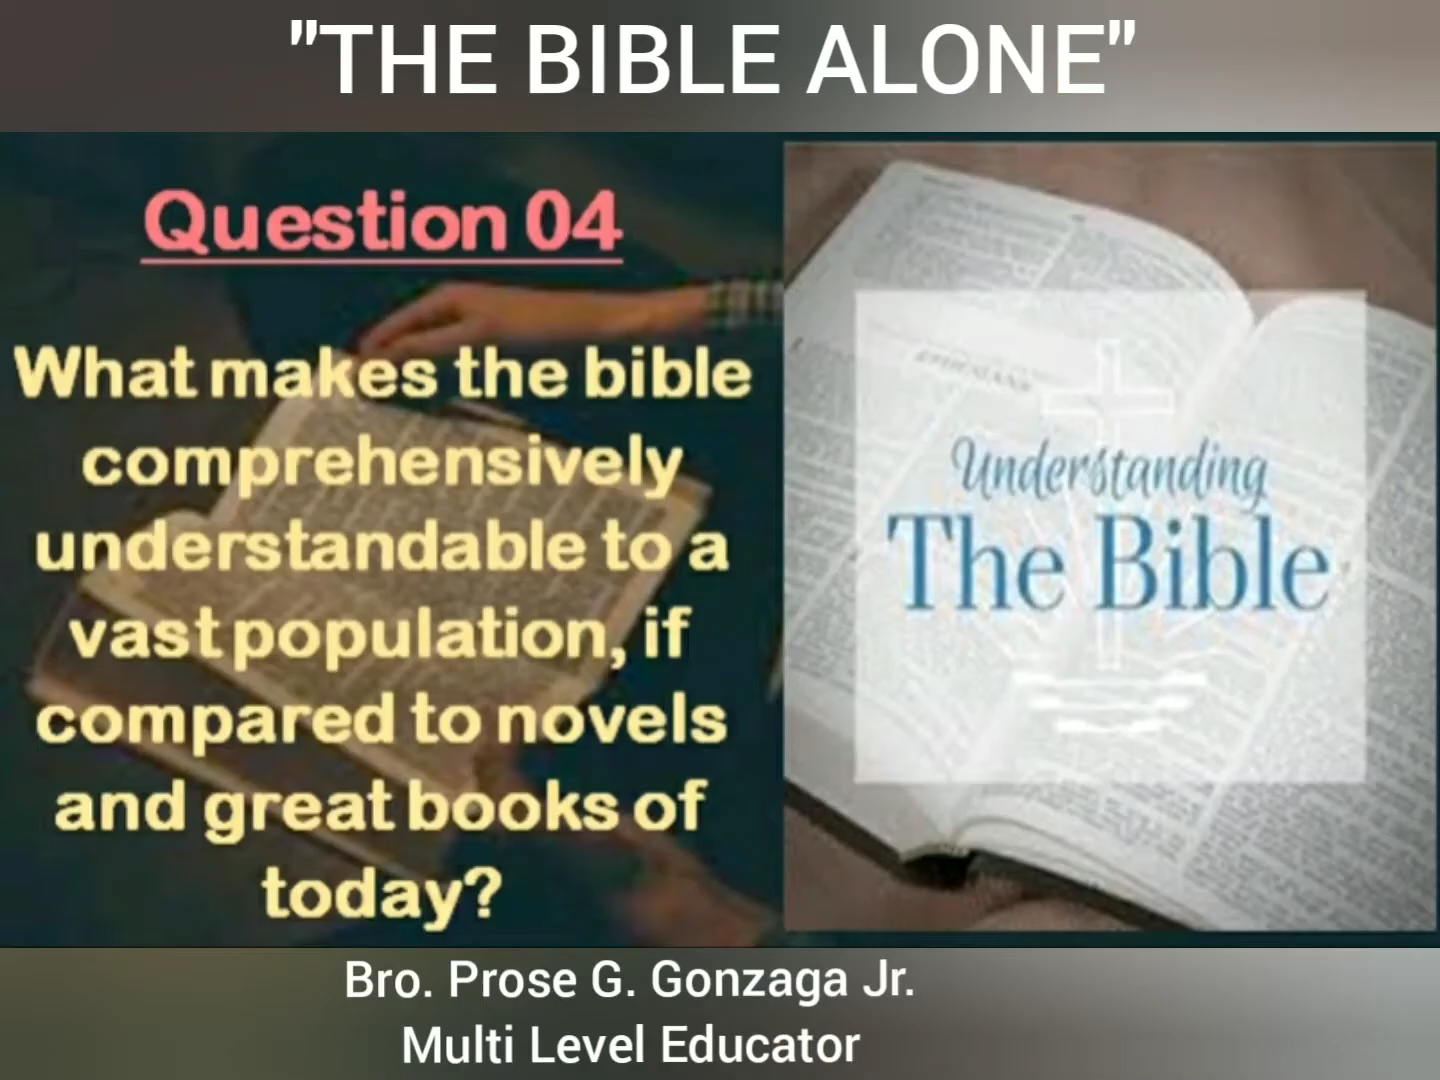 "THE BIBLE ALONE"
Question 04
What makes the bible
comprehensively
understandable to a
vast population, if
compared to novels
and great books of
today?
Understanding
The Bible
Bro. Prose G. Gonzaga Jr.
Multi Level Educator